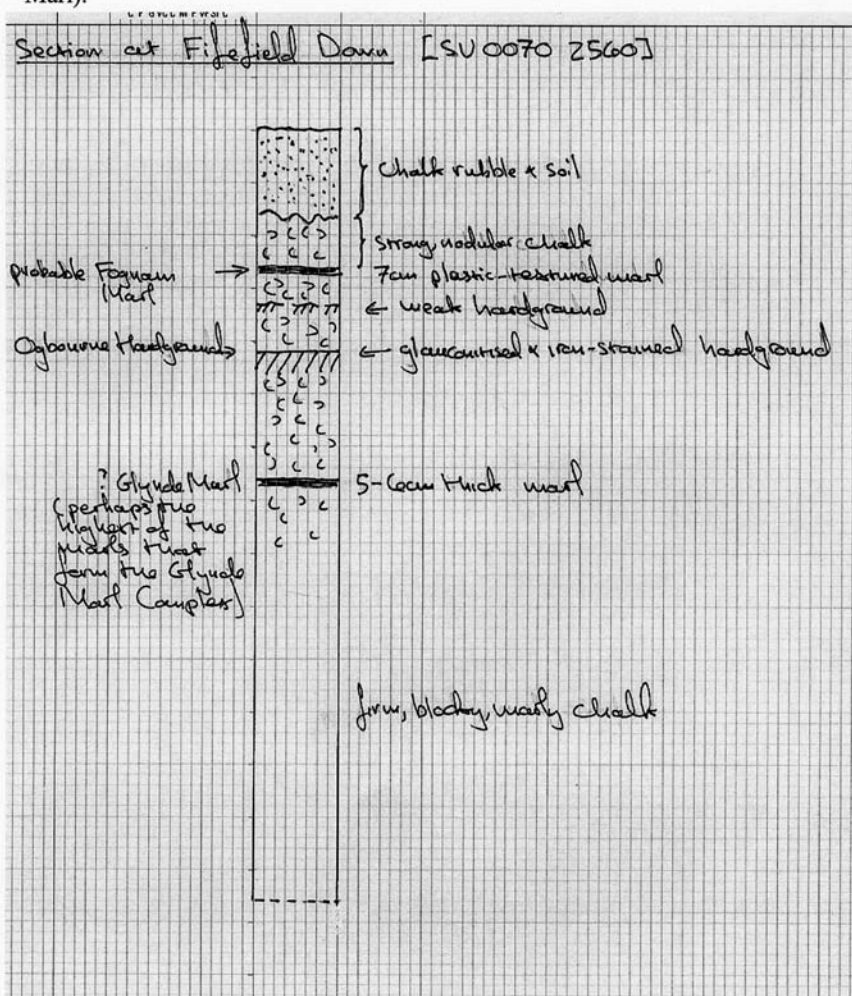 Marl).
Section at Fifefield Down [SU 0070 2560]
Chalk rubble & soil
strong, nodular chalk
probable Fognam
Marl
7cm plastic-textured marl
← weak hardground
Ogbourne Hardground
← glauconitised & iron-stained hardground
? Glynde Marl
(perhaps the
highest of the
marls that
form the Glynde
Marl Complex)
5-6cm thick marl
firm, blocky, marly chalk